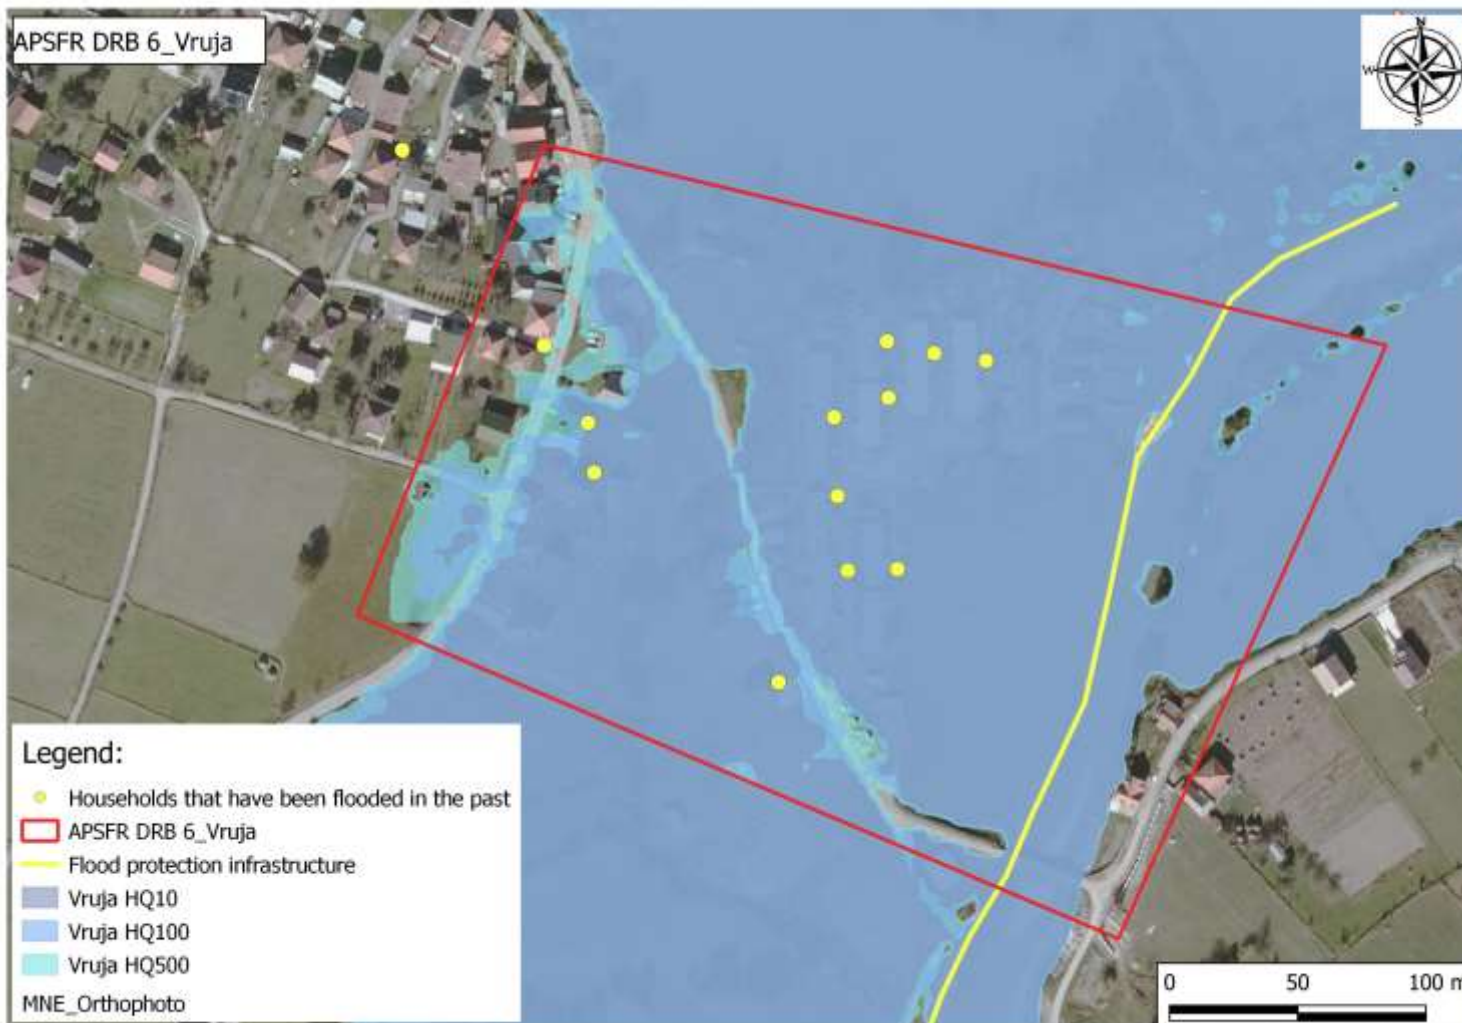 APSFR DRB 6_Vruja
N
W
S
Legend:
Households that have been flooded in the past
APSFR DRB 6_Vruja
Flood protection infrastructure
Vruja HQ10
Vruja HQ100
Vruja HQ500
MNE_Orthophoto
0 50 100 m